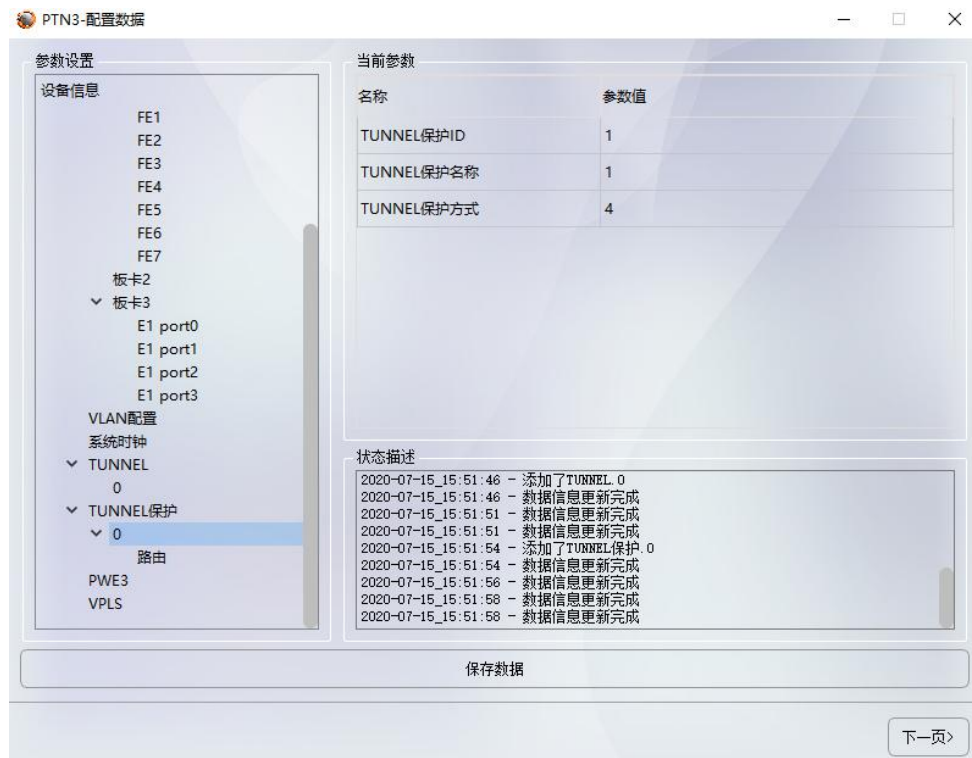 PTN3-配置数据
参数设置
设备信息
FE1
FE2
FE3
FE4
FE5
FE6
FE7
板卡2
板卡3
E1 port0
E1 port1
E1 port2
E1 port3
VLAN配置
系统时钟
TUNNEL
0
TUNNEL保护
0
路由
PWE3
VPLS
当前参数
名称 参数值
TUNNEL保护ID 1
TUNNEL保护名称 1
TUNNEL保护方式 4
状态描述
2020-07-15_15:51:46 - 添加了TUNNEL.0
2020-07-15_15:51:46 - 数据信息更新完成
2020-07-15_15:51:51 - 数据信息更新完成
2020-07-15_15:51:51 - 数据信息更新完成
2020-07-15_15:51:54 - 添加了TUNNEL保护.0
2020-07-15_15:51:54 - 数据信息更新完成
2020-07-15_15:51:56 - 数据信息更新完成
2020-07-15_15:51:58 - 数据信息更新完成
2020-07-15_15:51:58 - 数据信息更新完成
保存数据
下一页>